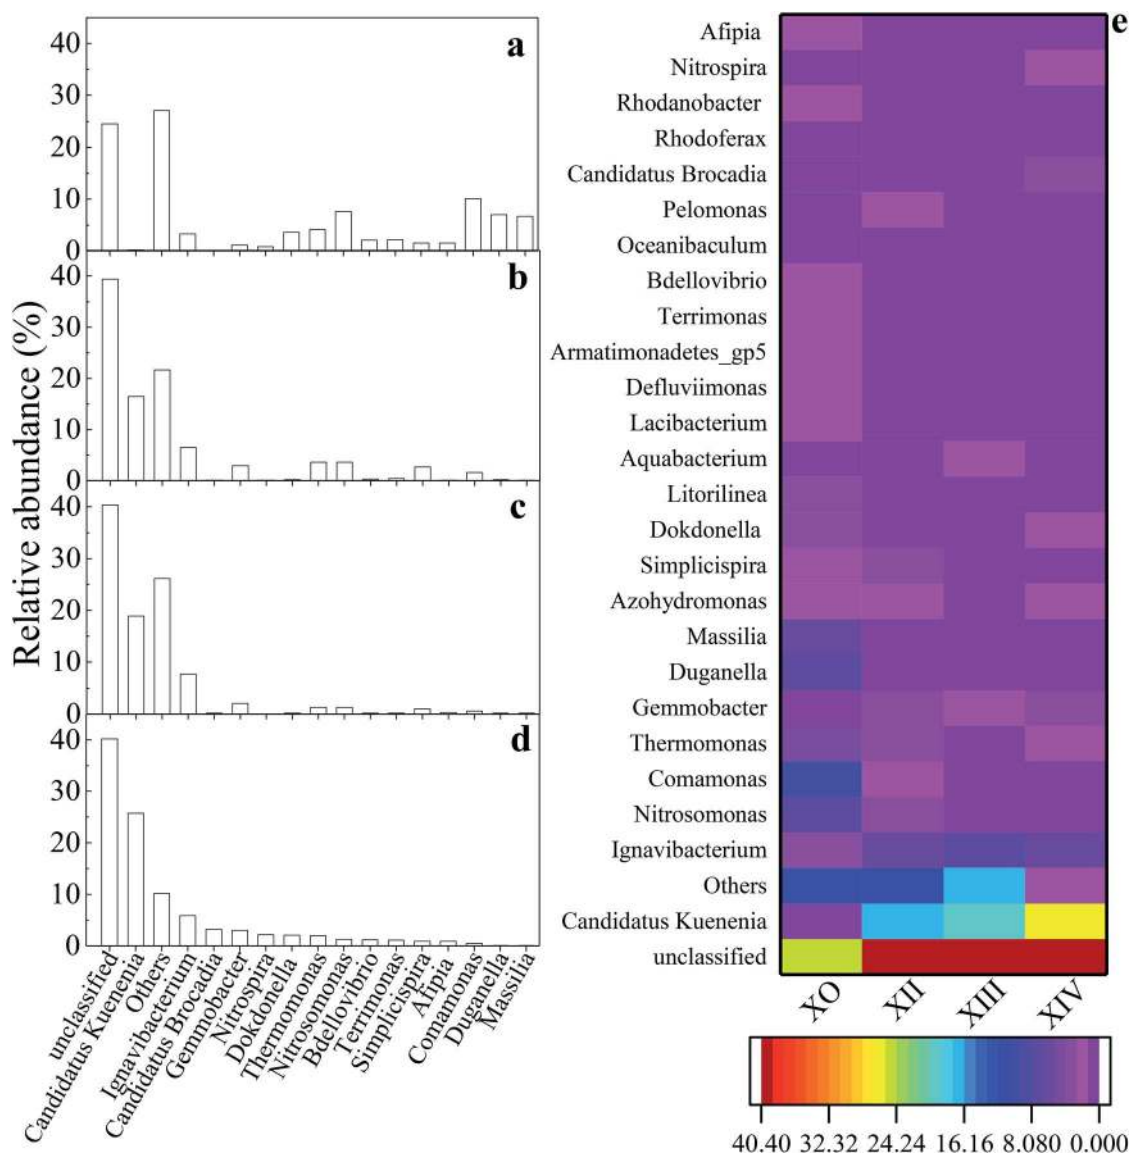 Relative abundance (%)
a
40
30
20
10
0
b
40
30
20
10
0
c
40
30
20
10
0
d
40
30
20
10
0
unclassified
Candidatus Kuenenia
Others
Ignavibacterium
Candidatus Brocadia
Gemmobacter
Nitrospira
Dokdonella
Thermomonas
Nitrosomonas
Bdellovibrio
Terrimonas
Simplicispira
Afipia
Comamonas
Duganella
Massilia
e
Afipia
Nitrospira
Rhodanobacter
Rhodoferax
Candidatus Brocadia
Pelomonas
Oceanibaculum
Bdellovibrio
Terrimonas
Armatimonadetes_gp5
Defluviimonas
Lacibacterium
Aquabacterium
Litorilinea
Dokdonella
Simplicispira
Azohydromonas
Massilia
Duganella
Gemmobacter
Thermomonas
Comamonas
Nitrosomonas
Ignavibacterium
Others
Candidatus Kuenenia
unclassified
XO XII XIII XIV
40.40 32.32 24.24 16.16 8.080 0.000